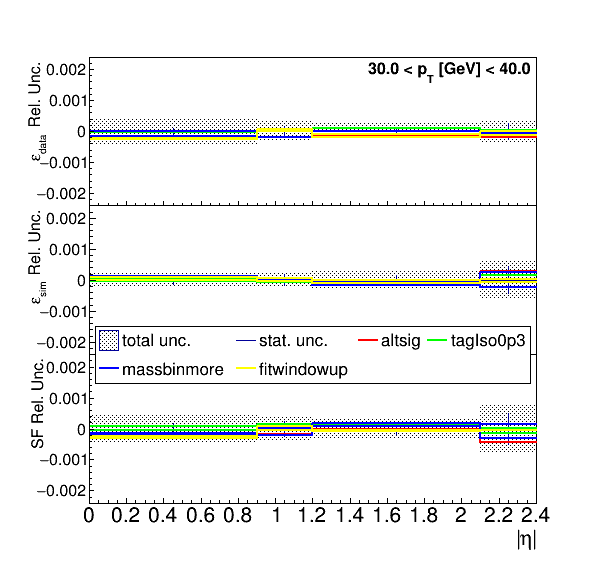 30.0 < p_T [GeV] < 40.0
ε_data Rel. Unc.
0.002
0.001
0
−0.001
−0.002
ε_sim Rel. Unc.
0.002
0.001
0
−0.001
−0.002
total unc. stat. unc. altsig tagIso0p3
massbinmore fitwindowup
SF Rel. Unc.
0.002
0.001
0
−0.001
−0.002
0 0.2 0.4 0.6 0.8 1 1.2 1.4 1.6 1.8 2 2.2 2.4
|η|